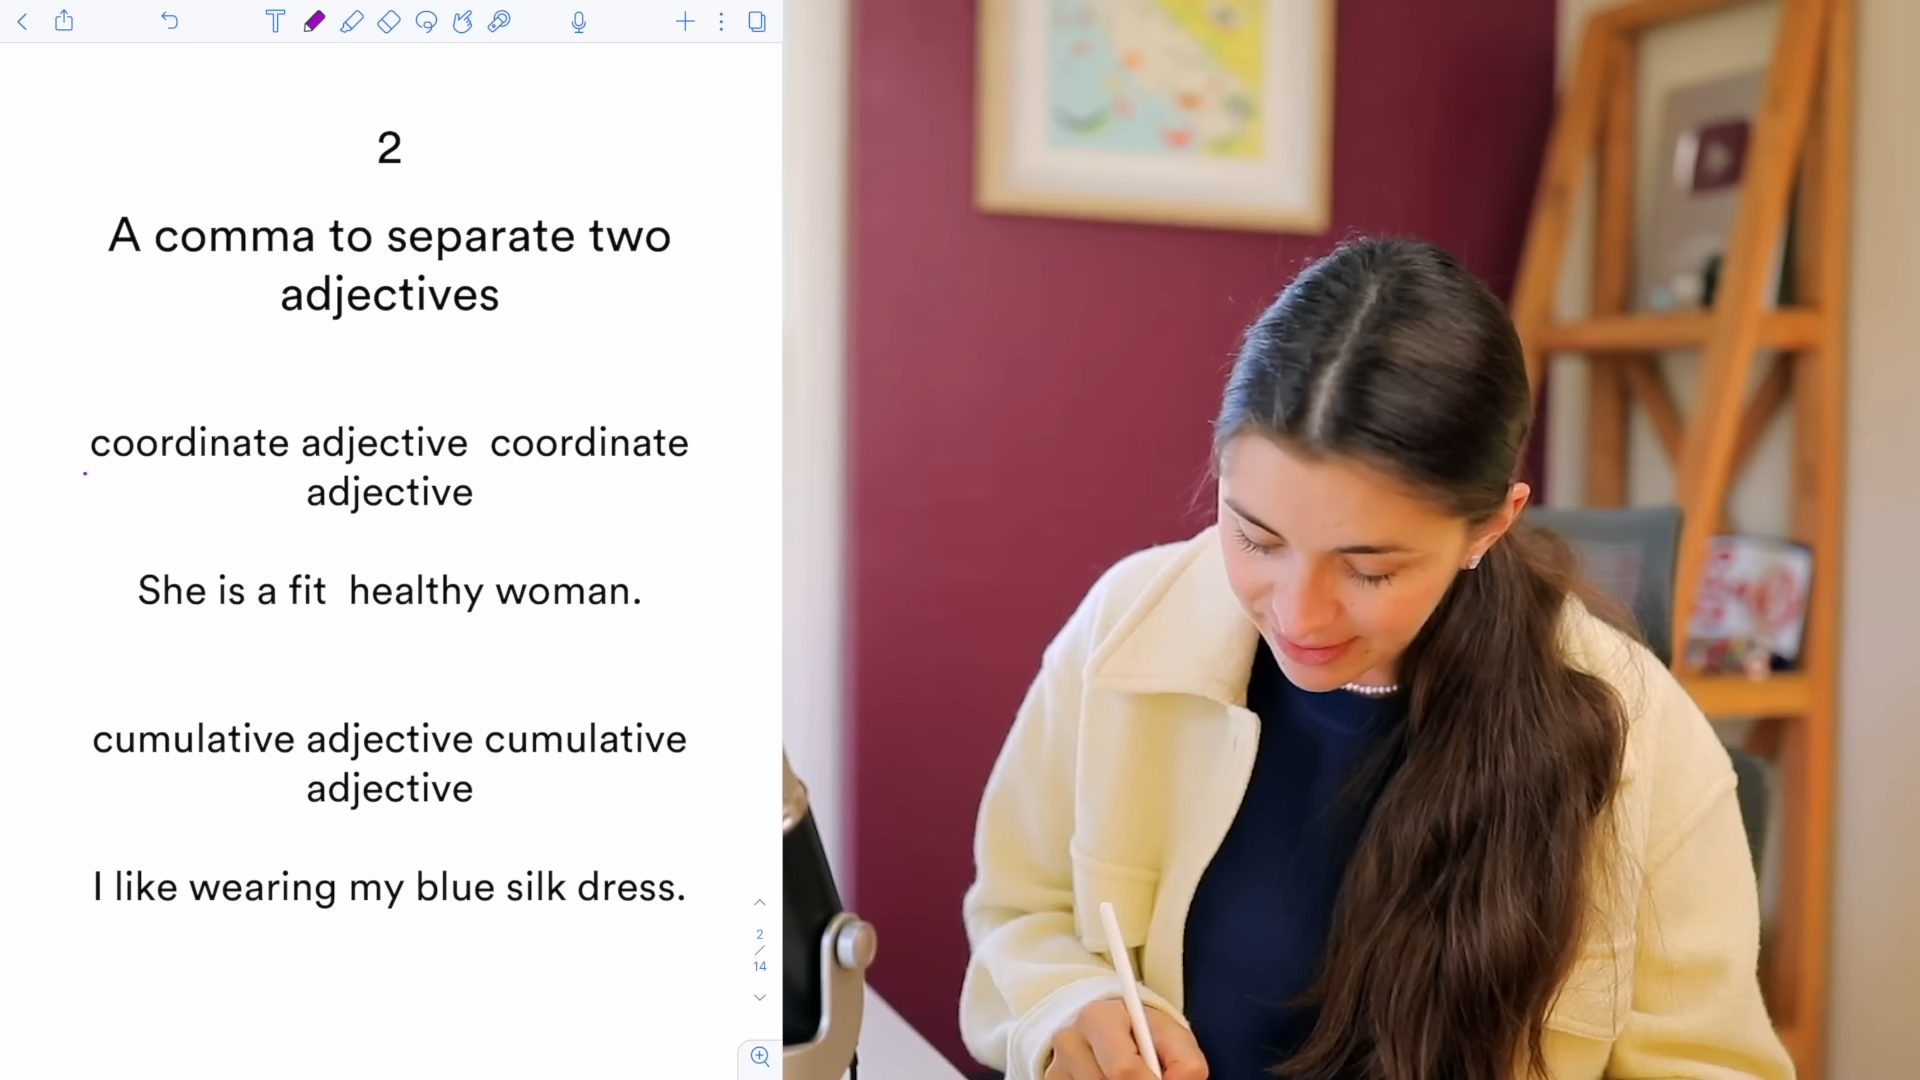 2
A comma to separate two
adjectives
coordinate adjective  coordinate
adjective
She is a fit  healthy woman.
cumulative adjective cumulative
adjective
I like wearing my blue silk dress.
2
/
14